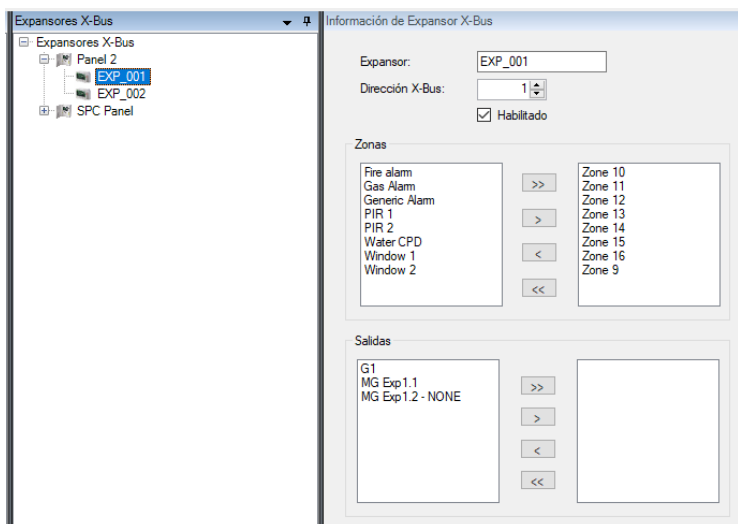 Expansores X-Bus
Expansores X-Bus
Panel 2
EXP_001
EXP_002
SPC Panel
Información de Expansor X-Bus
Expansor: EXP_001
Dirección X-Bus: 1
Habilitado
Zonas
Fire alarm
Gas Alarm
Generic Alarm
PIR 1
PIR 2
Water CPD
Window 1
Window 2
>>
>
<
<<
Zone 10
Zone 11
Zone 12
Zone 13
Zone 14
Zone 15
Zone 16
Zone 9
Salidas
G1
MG Exp1.1
MG Exp1.2 - NONE
>>
>
<
<<